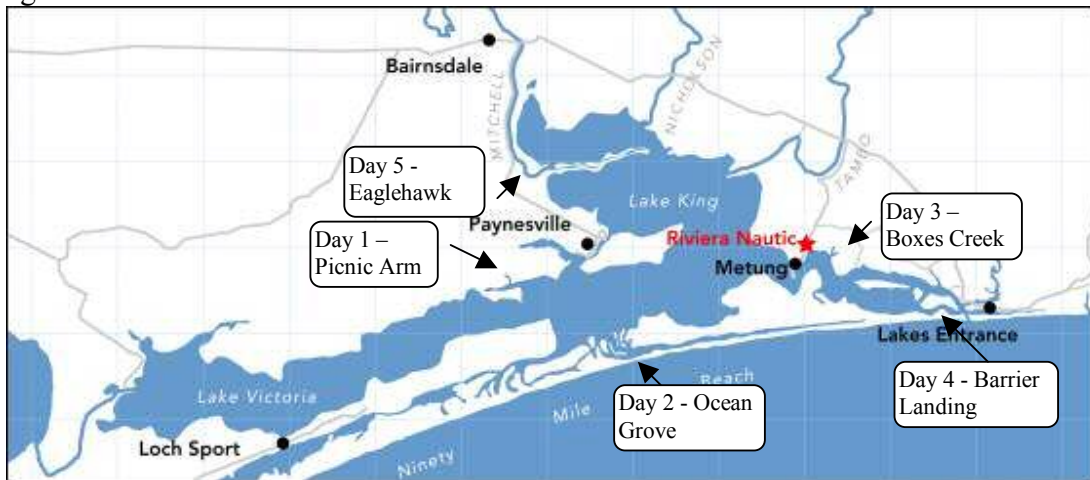 Bairnsdale
MITCHELL
NICHOLSON
TAMBO
Day 5 -
Eaglehawk
Lake King
Paynesville
Day 1 –
Picnic Arm
Riviera Nautic
Metung
Day 3 –
Boxes Creek
Lakes Entrance
Lake Victoria
Loch Sport
Day 2 - Ocean
Grove
Day 4 - Barrier
Landing
Ninety
Mile
Beach